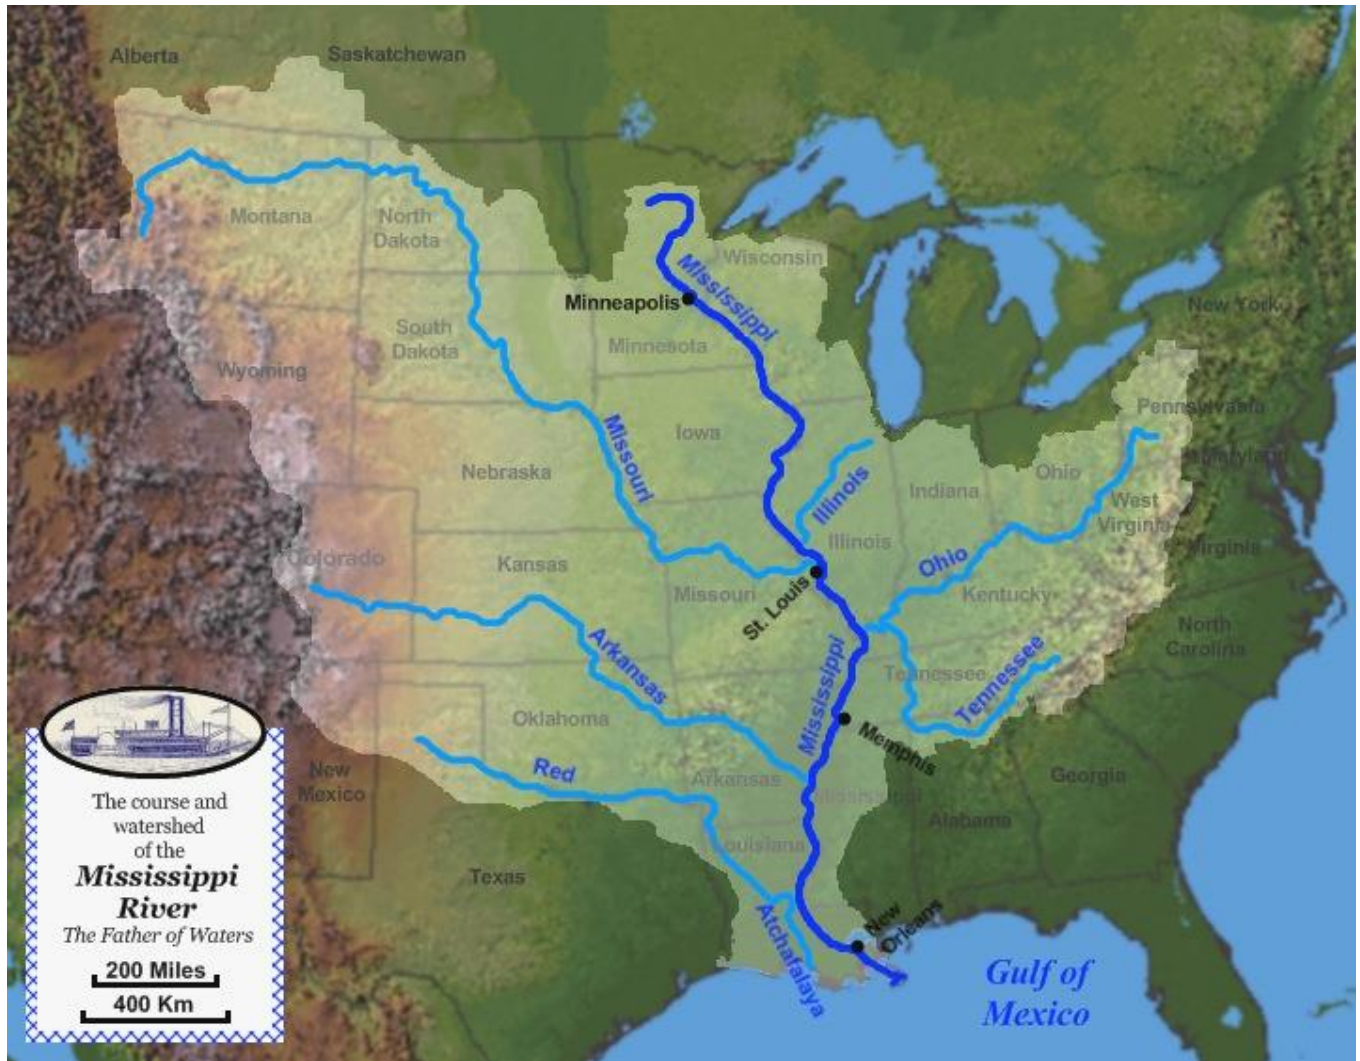 Alberta
Saskatchewan
Montana
North
Dakota
Wisconsin
Mississippi
Minneapolis
New York
South
Dakota
Minnesota
Wyoming
Pennsylvania
Iowa
Missouri
Nebraska
Illinois
Indiana
Ohio
Maryland
West
Virginia
Virginia
Illinois
Ohio
Colorado
Kansas
Missouri
St. Louis
Kentucky
North
Carolina
Arkansas
Mississippi
Tennessee
Tennessee
Oklahoma
Memphis
Red
New
Mexico
Arkansas
Mississippi
Georgia
Alabama
Louisiana
Texas
Atchafalaya
New
Orleans
Gulf of
Mexico
The course and
watershed
of the
Mississippi
River
The Father of Waters
200 Miles
400 Km